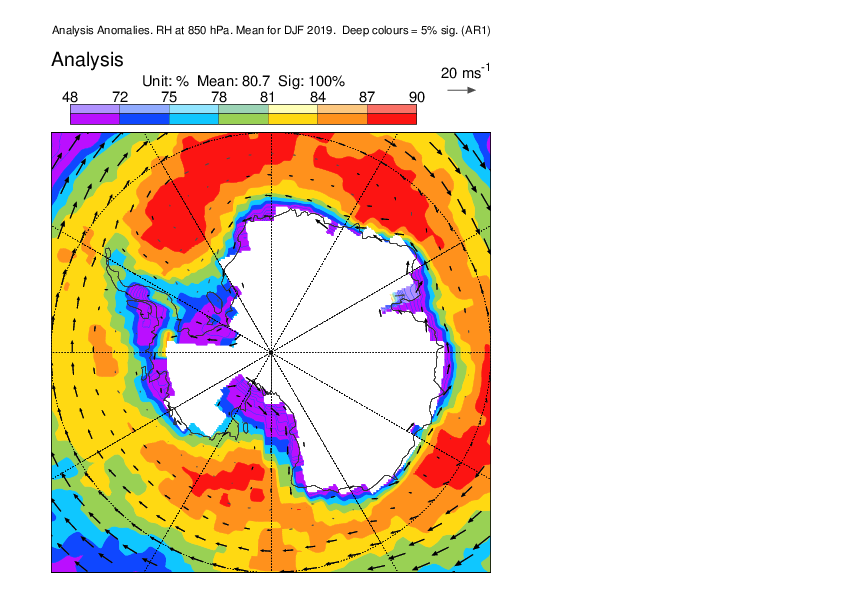 Analysis Anomalies. RH at 850 hPa. Mean for DJF 2019.  Deep colours = 5% sig. (AR1)
Analysis
20 ms-1
Unit: %  Mean: 80.7  Sig: 100%
48 72 75 78 81 84 87 90